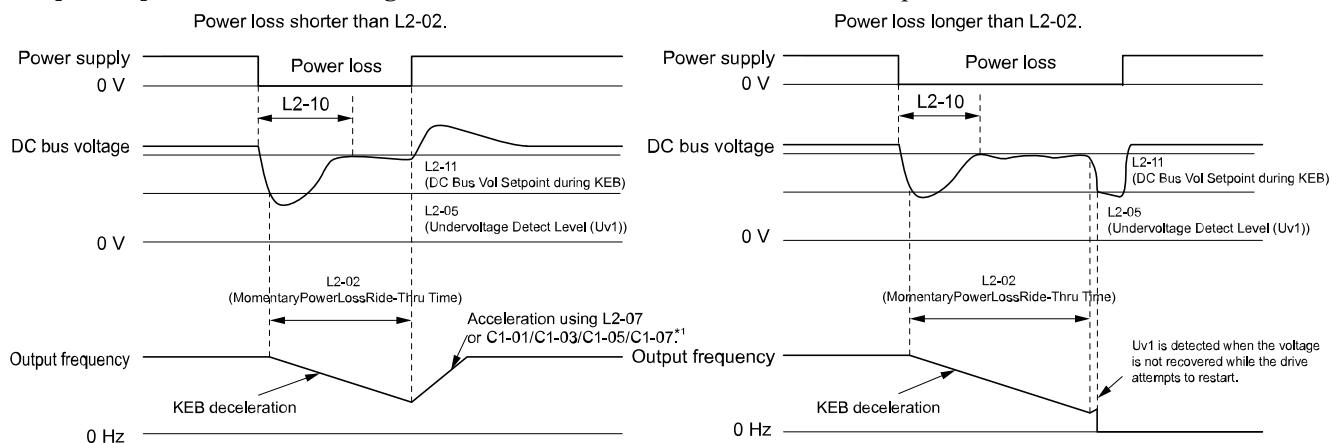 Power loss shorter than L2-02.
Power supply
Power loss
0 V
L2-10
DC bus voltage
L2-11
(DC Bus Vol Setpoint during KEB)
L2-05
(Undervoltage Detect Level (Uv1))
0 V
L2-02
(MomentaryPowerLossRide-Thru Time)
Acceleration using L2-07
or C1-01/C1-03/C1-05/C1-07.*1
Output frequency
KEB deceleration
0 Hz
Power loss longer than L2-02.
Power supply
Power loss
0 V
L2-10
DC bus voltage
L2-11
(DC Bus Vol Setpoint during KEB)
L2-05
(Undervoltage Detect Level (Uv1))
0 V
L2-02
(MomentaryPowerLossRide-Thru Time)
Output frequency
Uv1 is detected when the voltage
is not recovered while the drive
attempts to restart.
KEB deceleration
0 Hz